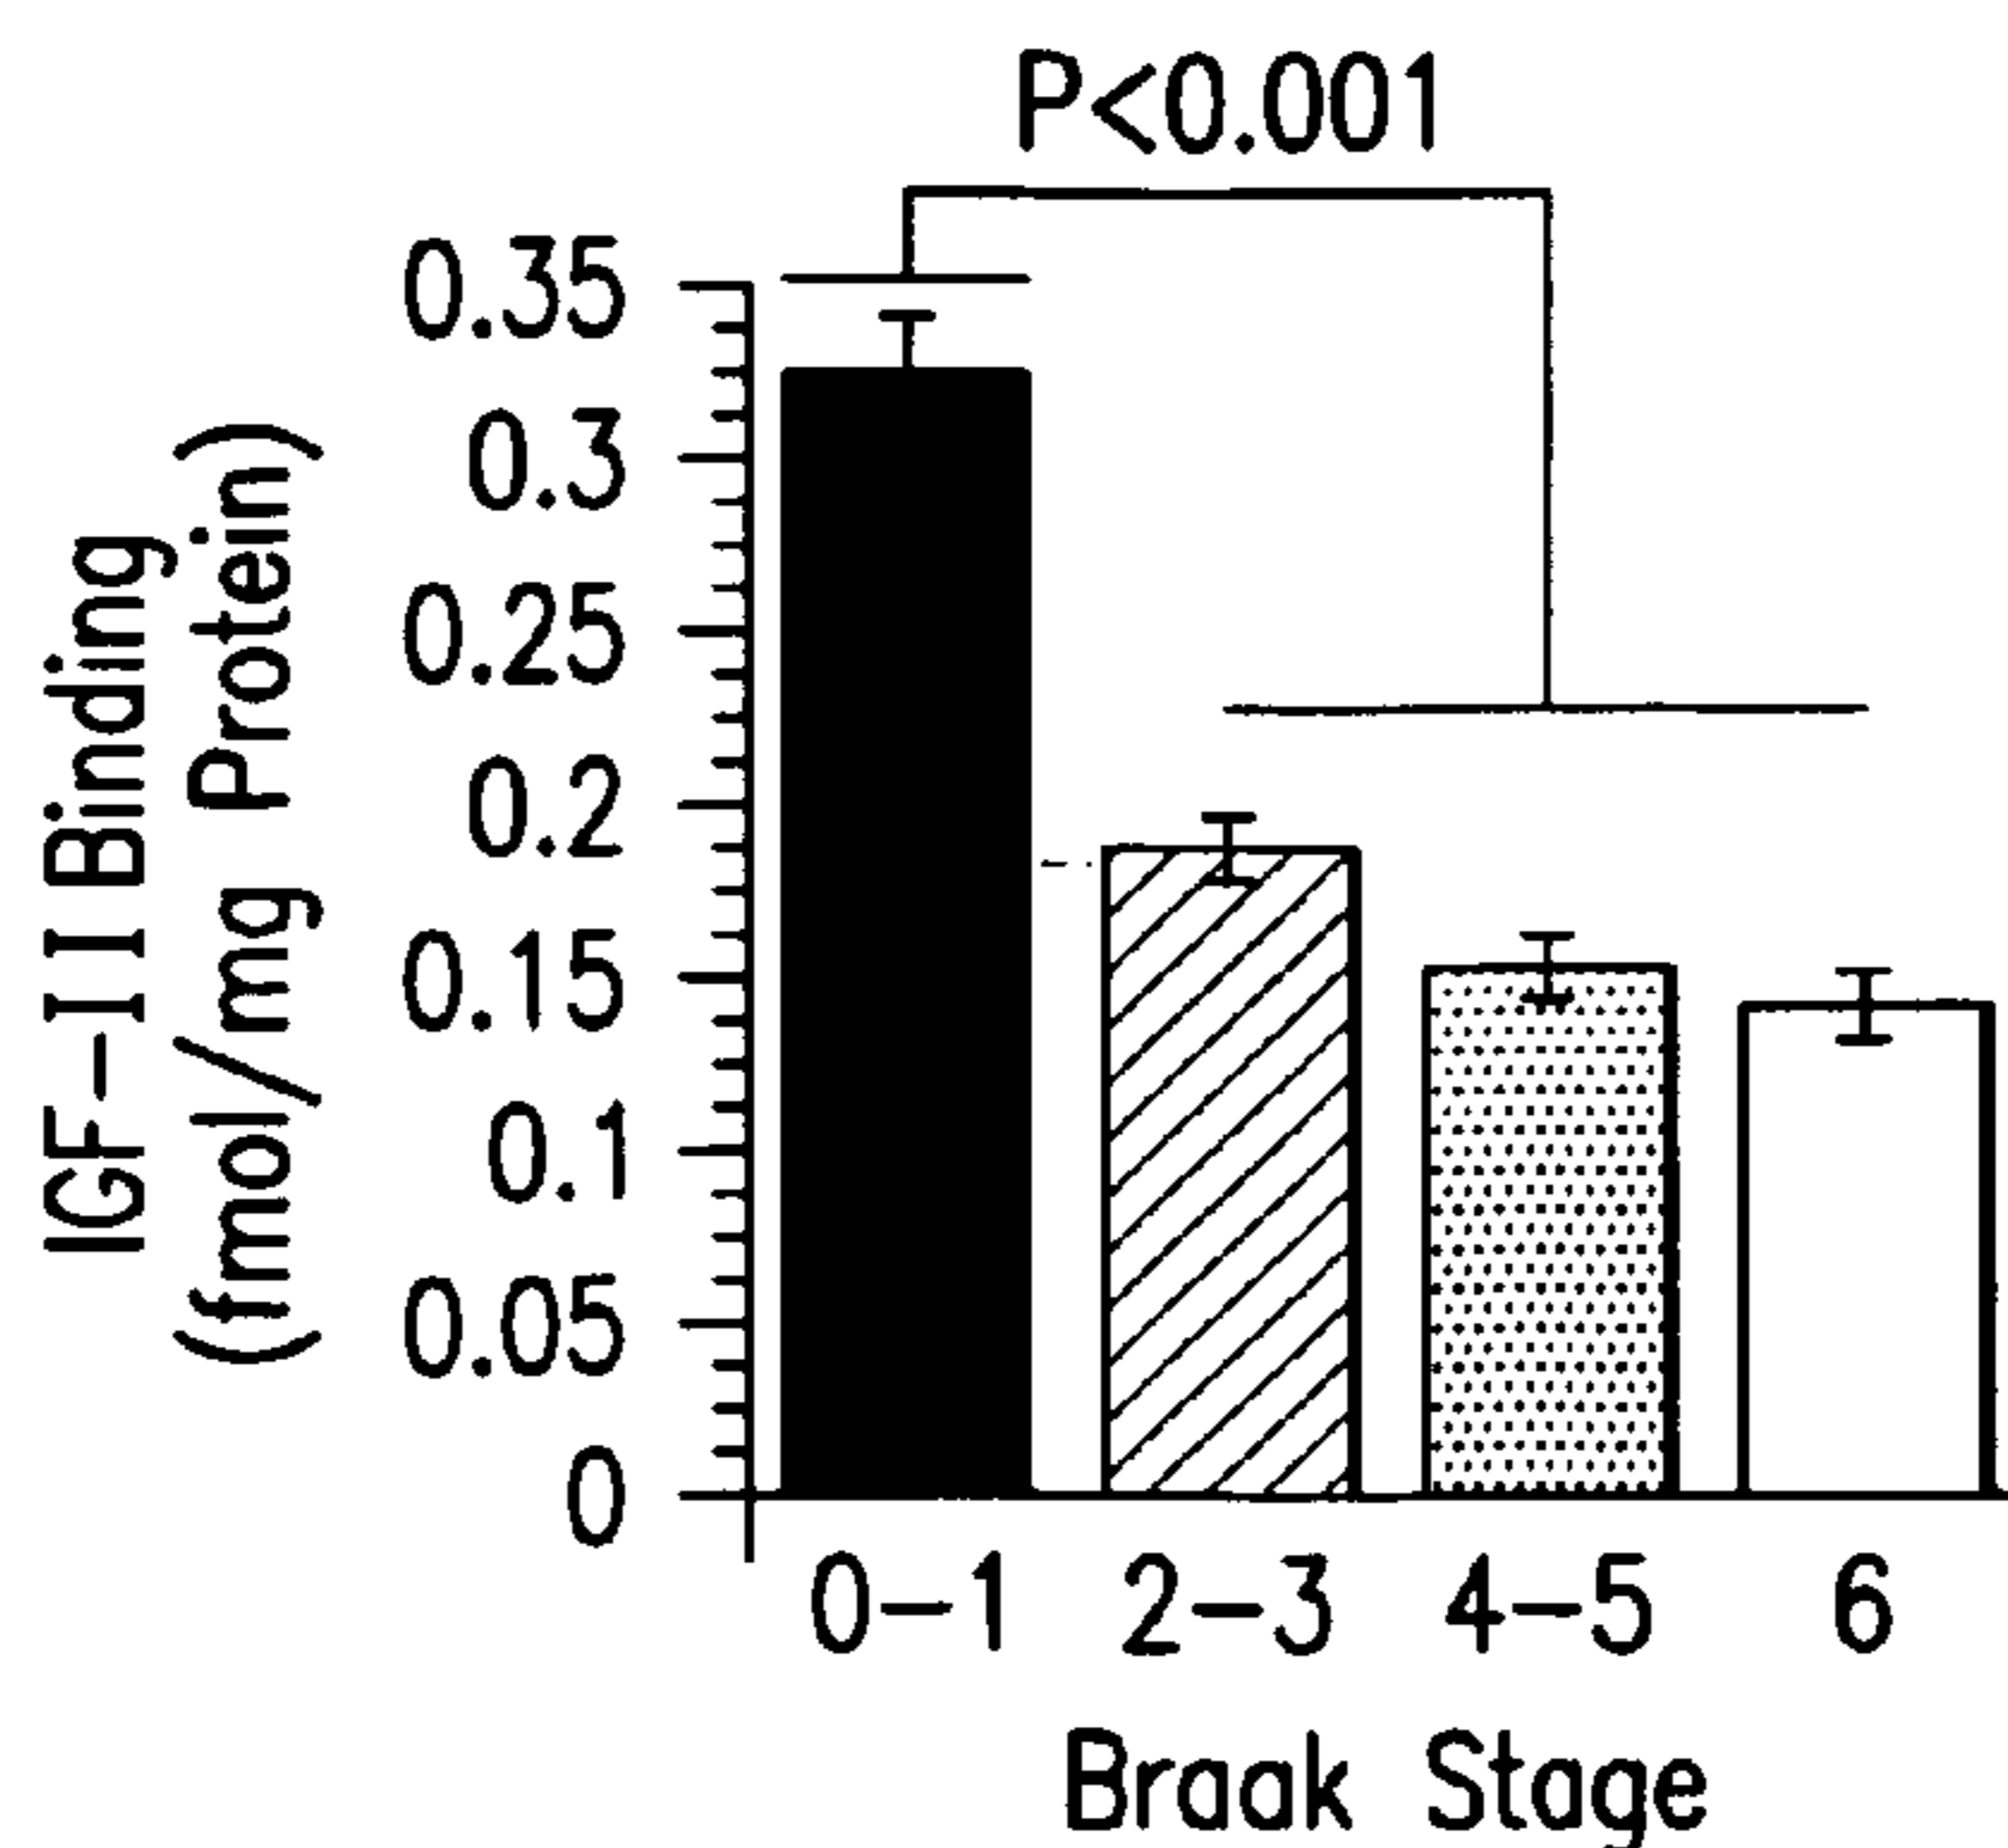 P<0.001
IGF-II Binding
(fmol/mg Protein)
0.35
0.3
0.25
0.2
0.15
0.1
0.05
0
0-1 2-3 4-5 6
Braak Stage